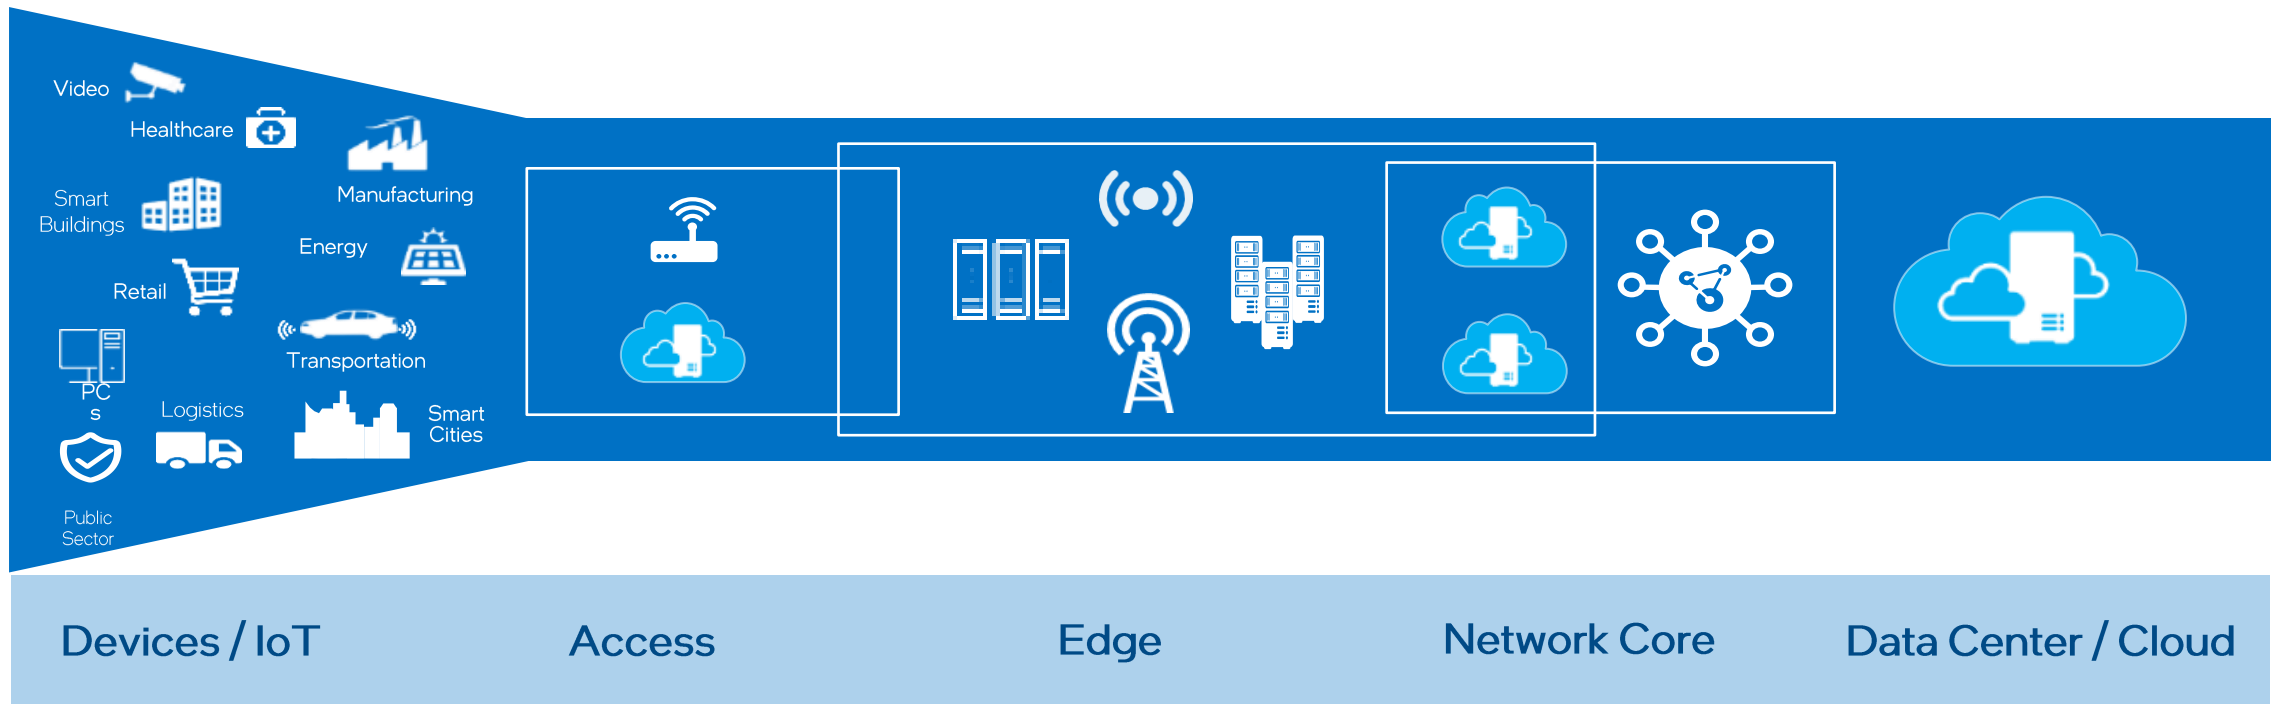 Video
Healthcare
Manufacturing
Smart
Buildings
Energy
Retail
Transportation
PC
s
Logistics
Smart
Cities
Public
Sector
Devices / IoT
Access
Edge
Network Core
Data Center / Cloud